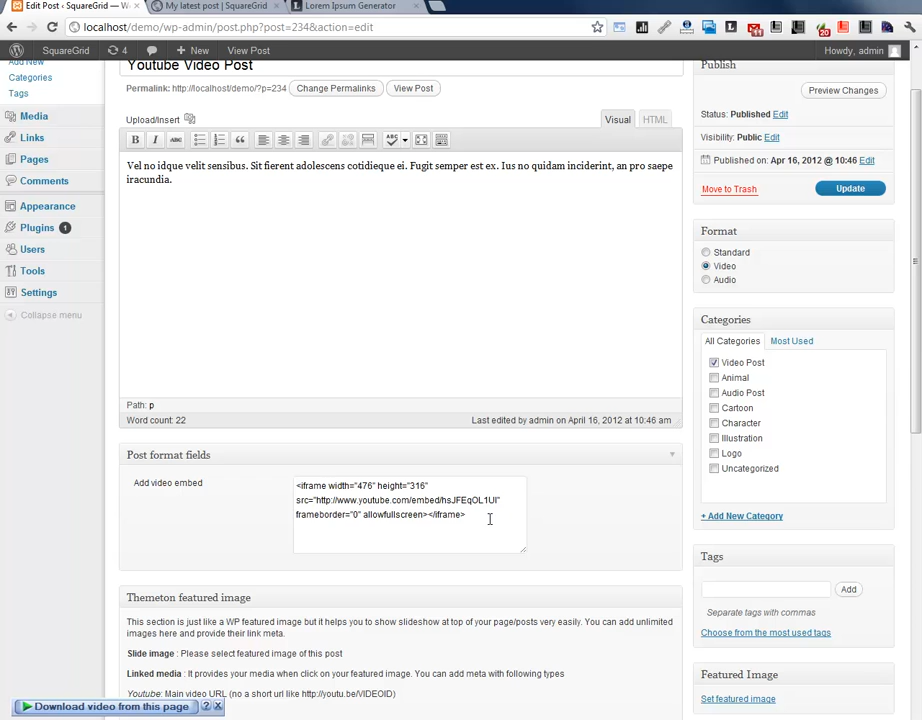 Edit Post ‹ SquareGrid — W
My latest post | SquareGrid
Lorem Ipsum Generator
localhost/demo/wp-admin/post.php?post=234&action=edit
SquareGrid 4 New View Post Howdy, admin
Add New
Categories
Tags
Media
Links
Pages
Comments
Appearance
Plugins 1
Users
Tools
Settings
Collapse menu
Youtube Video Post
Permalink: http://localhost/demo/?p=234 Change Permalinks View Post
Upload/Insert Visual HTML
B I ABC ABC
Vel no idque velit sensibus. Sit fierent adolescens cotidieque ei. Fugit semper est ex. Ius no quidam inciderint, an pro saepe
iracundia.
Path: p
Word count: 22 Last edited by admin on April 16, 2012 at 10:46 am
Post format fields
Add video embed
<iframe width="476" height="316"
src="http://www.youtube.com/embed/hsJFEqOL1UI"
frameborder="0" allowfullscreen></iframe>
Themeton featured image
This section is just like a WP featured image but it helps you to show slideshow at top of your page/posts very easily. You can add unlimited
images here and provide their link meta.
Slide image : Please select featured image of this post
Linked media : It provides your media when click on your featured image. You can add meta with following types
Youtube: Main video URL (no a short url like http://youtu.be/VIDEOID)
Publish
Preview Changes
Status: Published Edit
Visibility: Public Edit
Published on: Apr 16, 2012 @ 10:46 Edit
Move to Trash Update
Format
Standard
Video
Audio
Categories
All Categories Most Used
Video Post
Animal
Audio Post
Cartoon
Character
Illustration
Logo
Uncategorized
+ Add New Category
Tags
Add
Separate tags with commas
Choose from the most used tags
Featured Image
Set featured image
Download video from this page ? X